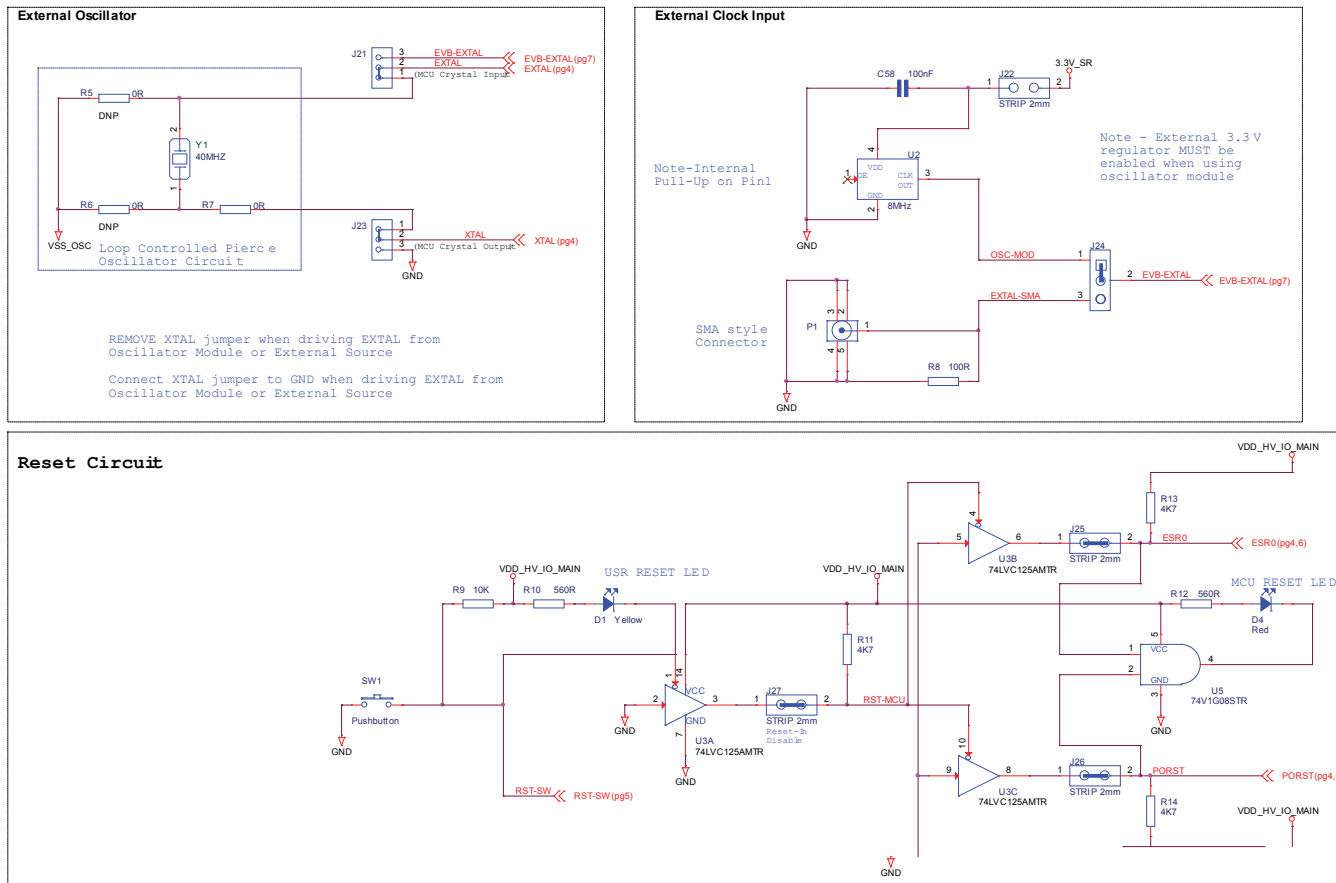 External Oscillator
J21
3
EVB-EXTAL
EVB-EXTAL(pg7)
2
EXTAL
EXTAL(pg4)
1
(MCU Crystal Input
R5
0R
DNP
2
Y1
40MHZ
1
R6
0R
R7
0R
DNP
VSS_OSC
Loop Controlled Pierce
Oscillator Circuit
J23
1
2
XTAL
XTAL(pg4)
3
(MCU Crystal Output
GND
REMOVE XTAL jumper when driving EXTAL from
Oscillator Module or External Source
Connect XTAL jumper to GND when driving EXTAL from
Oscillator Module or External Source
External Clock Input
C58
100nF
1
J22
2
3.3V_SR
STRIP 2mm
Note - External 3.3V
regulator MUST be
enabled when using
oscillator module
Note-Internal
Pull-Up on Pin1
4
U2
VDD
1
OE
CLK
OUT
3
GND
2
8MHz
GND
OSC-MOD
1
J24
2
EVB-EXTAL
EVB-EXTAL(pg7)
EXTAL-SMA
3
SMA style
Connector
P1
3
2
1
4
5
R8
100R
GND
Reset Circuit
VDD_HV_IO_MAIN
R13
4K7
4
5
6
U3B
74LVC125AMTR
1
J25
2
STRIP 2mm
ESR0
ESR0(pg4,6)
VDD_HV_IO_MAIN
USR RESET LED
R9
10K
R10
560R
D1
Yellow
VDD_HV_IO_MAIN
MCU RESET LED
R12
560R
D4
Red
R11
4K7
5
VCC
1
2
GND
4
3
U5
74V1G08STR
GND
SW1
Pushbutton
GND
1
14
VCC
2
3
GND
7
U3A
74LVC125AMTR
GND
GND
1
J27
2
STRIP 2mm
Reset-In
Disable
RST-MCU
10
9
8
U3C
74LVC125AMTR
1
J26
2
STRIP 2mm
PORST
PORST(pg4,
RST-SW
RST-SW(pg5)
R14
4K7
VDD_HV_IO_MAIN
GND